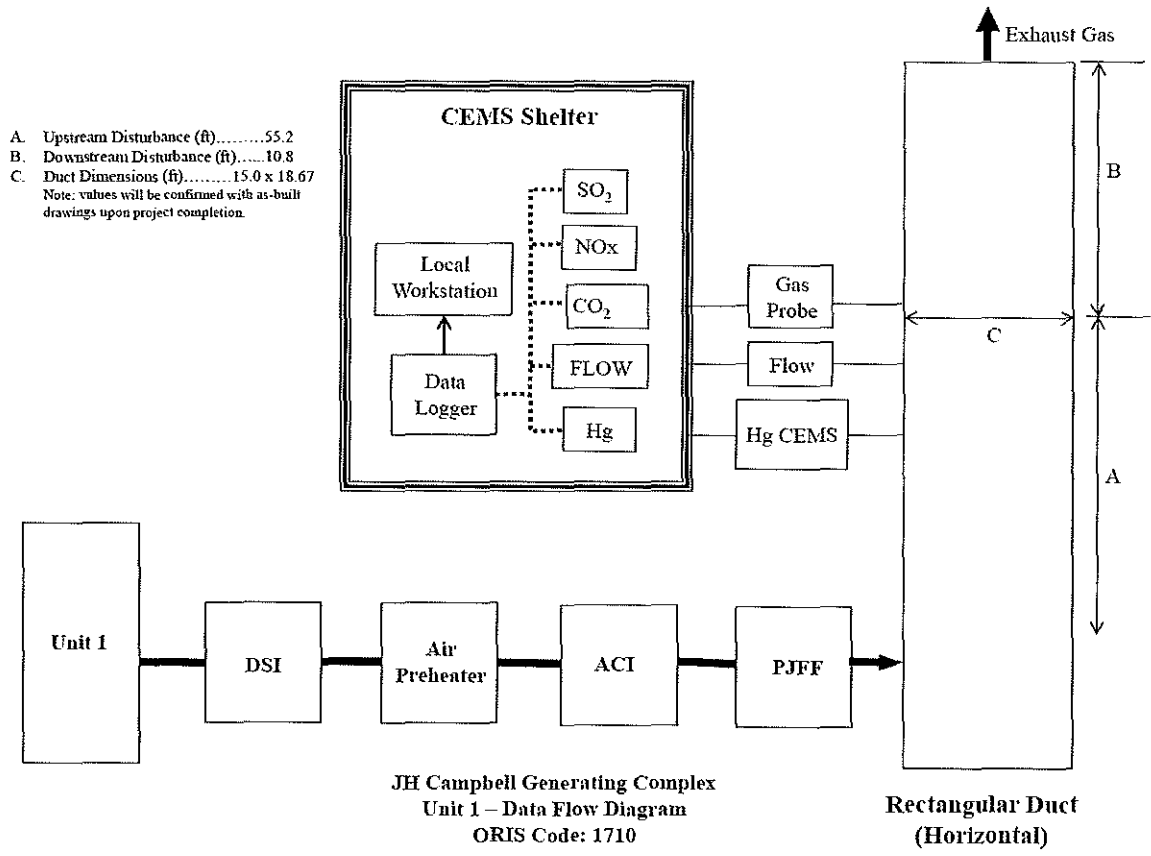 Exhaust Gas
CEMS Shelter
A. Upstream Disturbance (ft).........55.2
B. Downstream Disturbance (ft)......10.8
C. Duct Dimensions (ft).........15.0 x 18.67
Note: values will be confirmed with as-built
drawings upon project completion.
SO₂
NOx
CO₂
FLOW
Hg
Local
Workstation
Data
Logger
Gas
Probe
Flow
Hg CEMS
B
C
A
Unit 1
DSI
Air
Preheater
ACI
PJFF
JH Campbell Generating Complex
Unit 1 – Data Flow Diagram
ORIS Code: 1710
Rectangular Duct
(Horizontal)